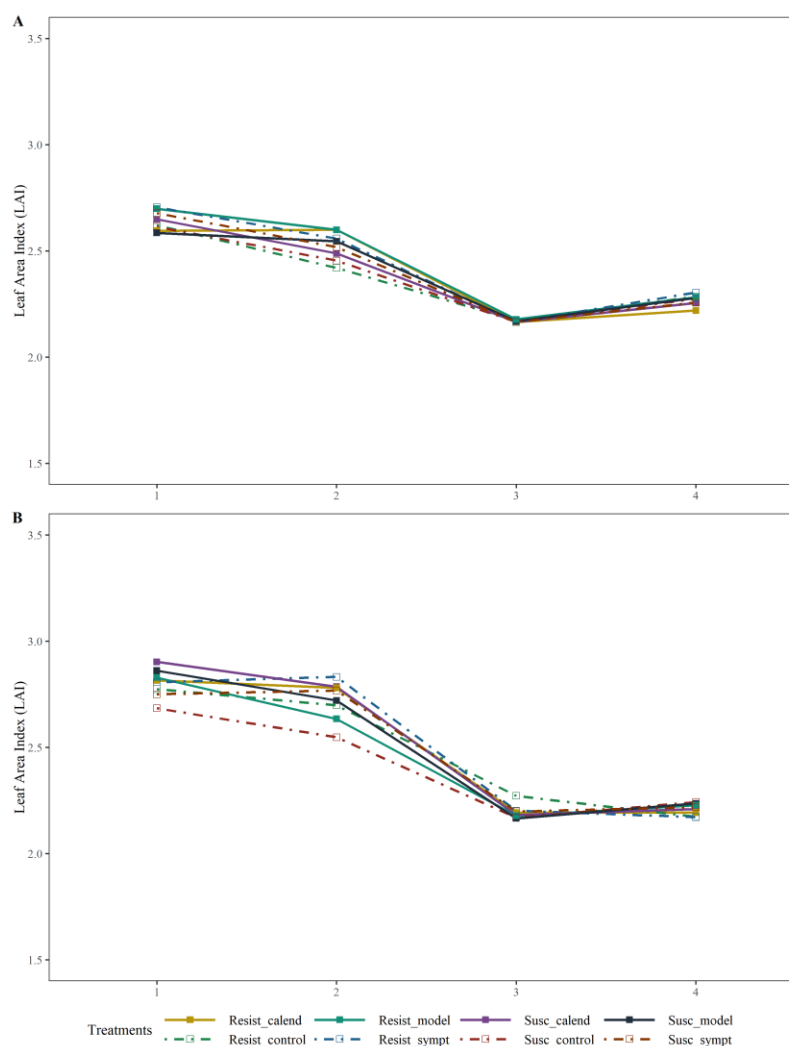 A
3.5
3.0
2.5
2.0
1.5
Leaf Area Index (LAI)
1 2 3 4
B
3.5
3.0
2.5
2.0
1.5
Leaf Area Index (LAI)
1 2 3 4
Treatments
Resist_calend Resist_model Susc_calend Susc_model
Resist_control Resist_sympt Susc_control Susc_sympt